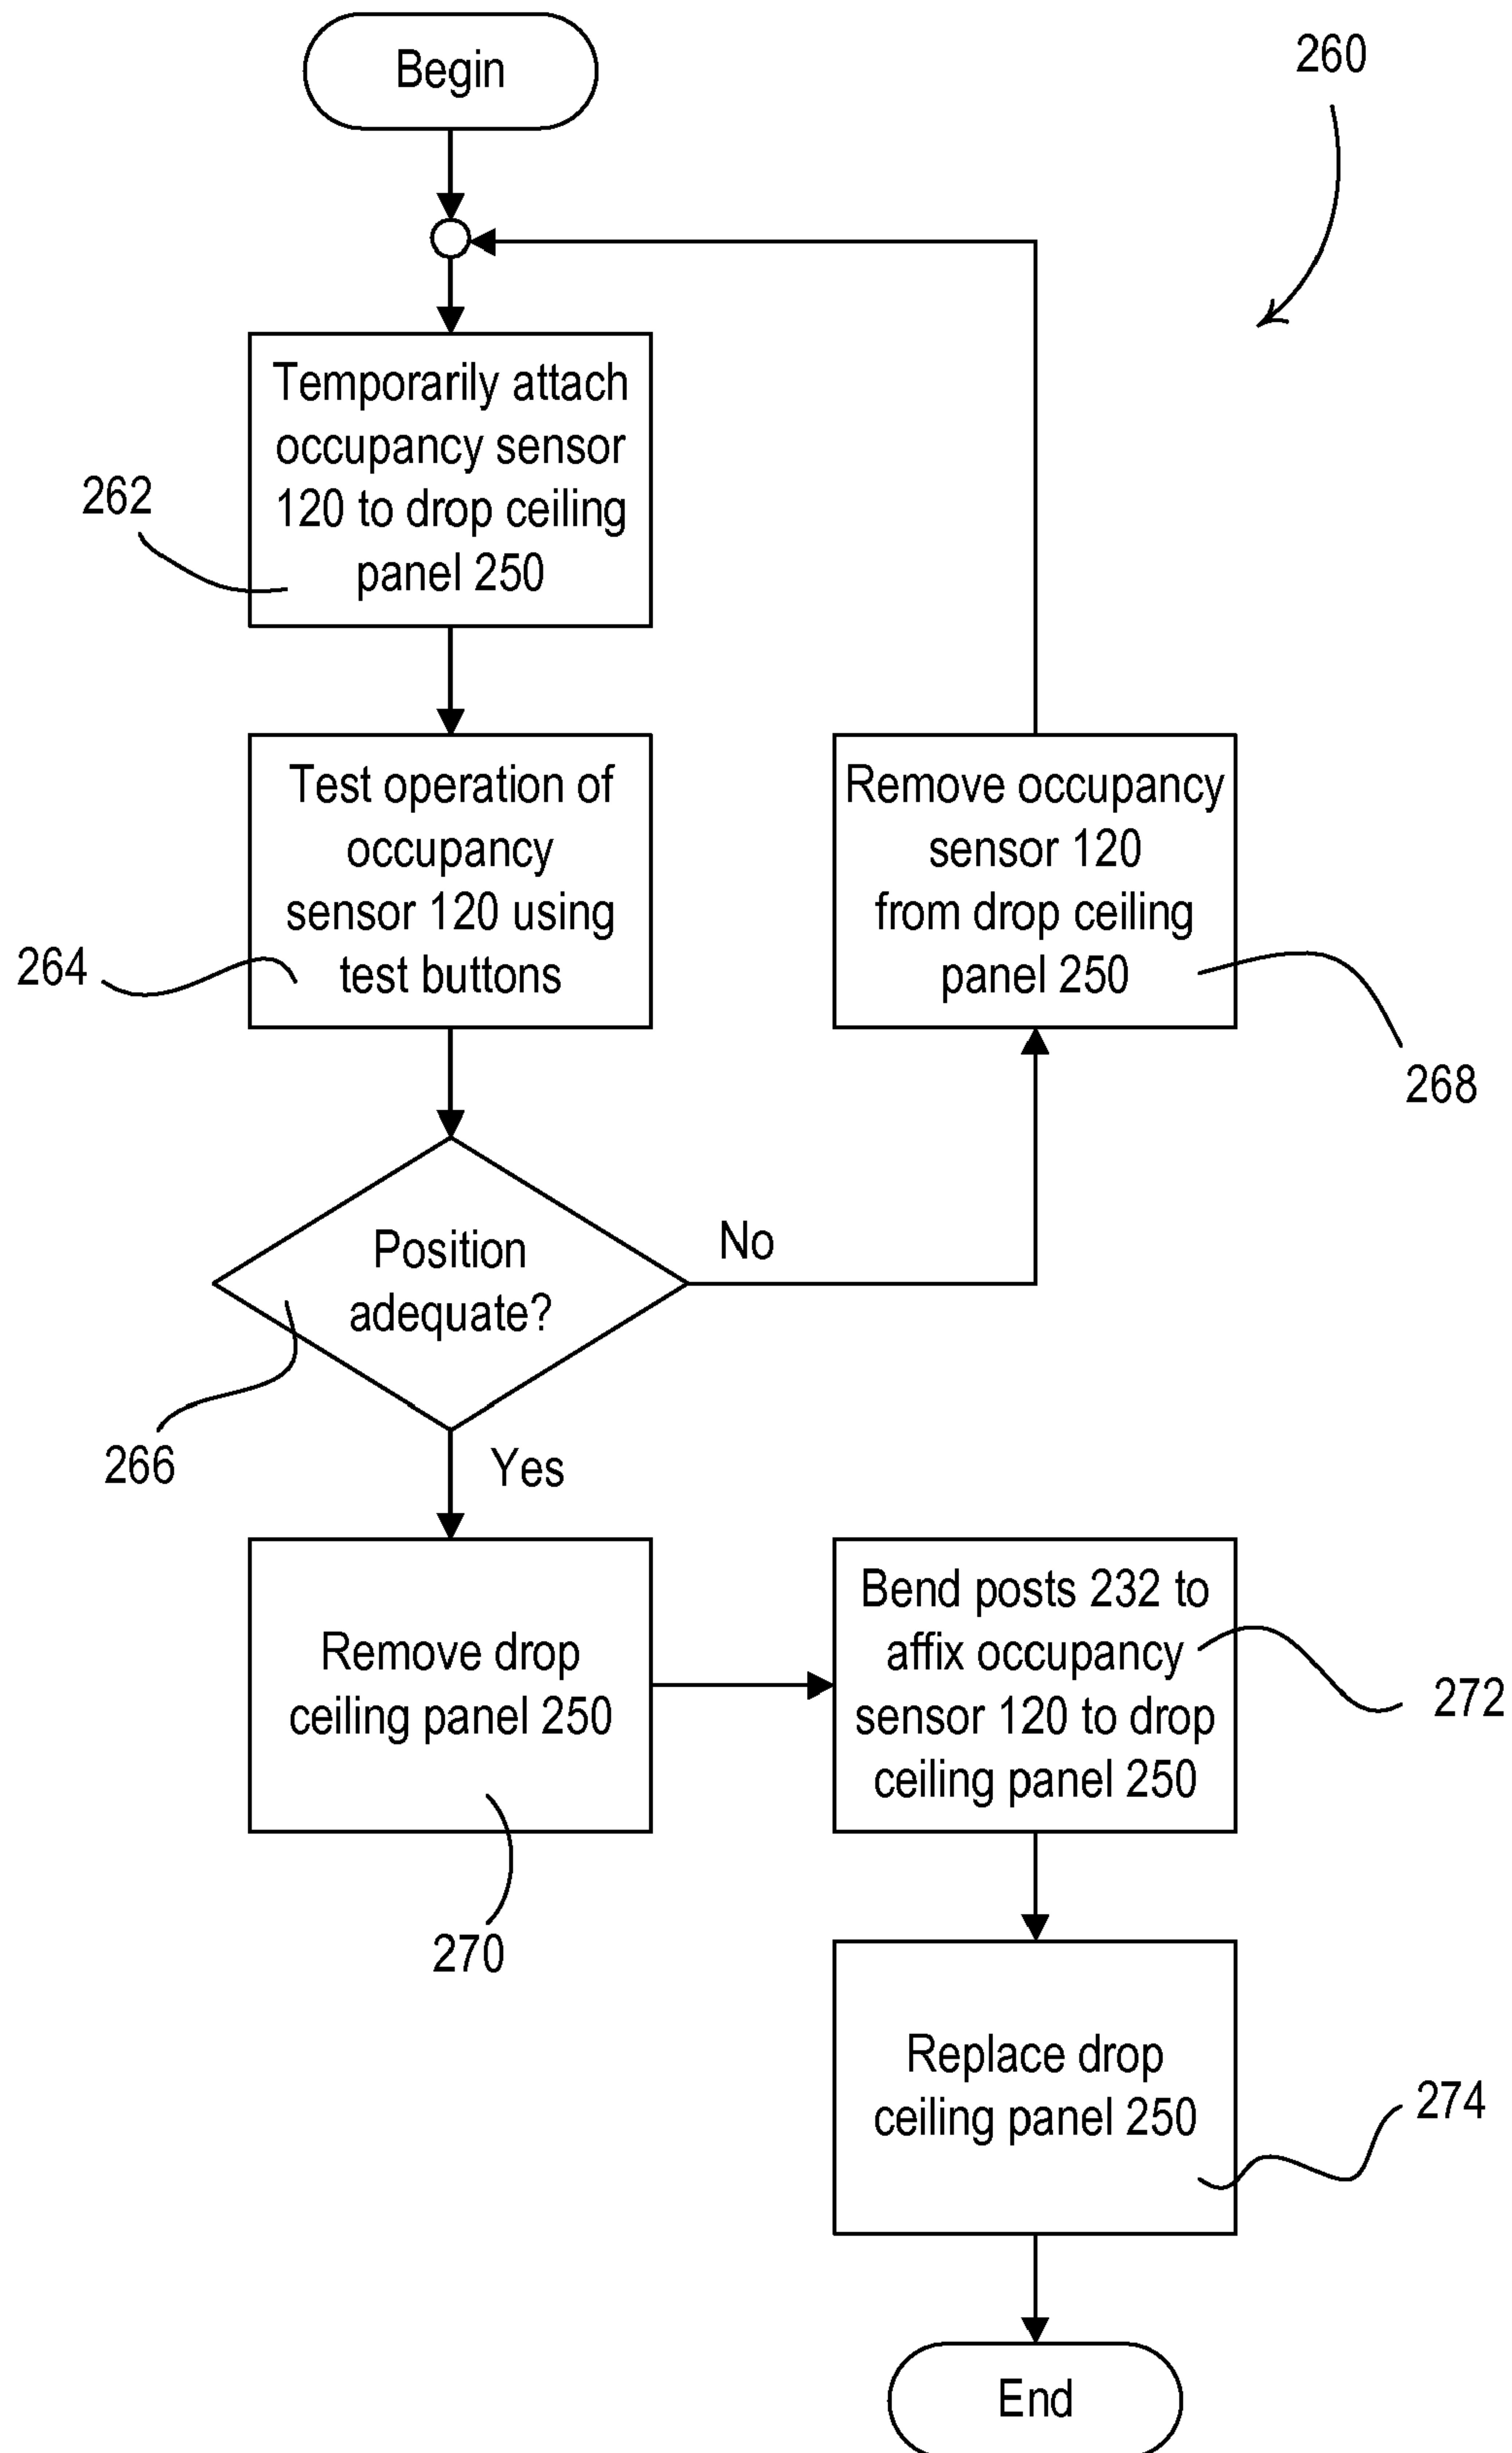 Begin
260
Temporarily attach
occupancy sensor
120 to drop ceiling
panel 250
262
Test operation of
occupancy
sensor 120 using
test buttons
264
Remove occupancy
sensor 120
from drop ceiling
panel 250
268
Position
adequate?
No
266
Yes
Remove drop
ceiling panel 250
270
Bend posts 232 to
affix occupancy
sensor 120 to drop
ceiling panel 250
272
Replace drop
ceiling panel 250
274
End